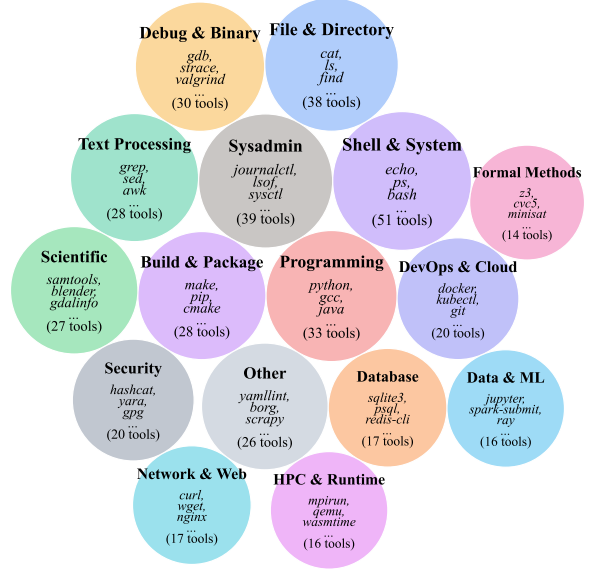 Debug & Binary
gdb,
strace,
valgrind
...
(30 tools)
File & Directory
cat,
ls,
find
...
(38 tools)
Text Processing
grep,
sed,
awk
...
(28 tools)
Sysadmin
journalctl,
lsof,
sysctl
...
(39 tools)
Shell & System
echo,
ps,
bash
...
(51 tools)
Formal Methods
z3,
cvc5,
minisat
...
(14 tools)
Scientific
samtools,
blender,
gdalinfo
...
(27 tools)
Build & Package
make,
pip,
cmake
...
(28 tools)
Programming
python,
gcc,
java
...
(33 tools)
DevOps & Cloud
docker,
kubectl,
git
...
(20 tools)
Security
hashcat,
yara,
gpg
...
(20 tools)
Other
yamllint,
borg,
scrapy
...
(26 tools)
Database
sqlite3,
psql,
redis-cli
...
(17 tools)
Data & ML
jupyter,
spark-submit,
ray
...
(16 tools)
Network & Web
curl,
wget,
nginx
...
(17 tools)
HPC & Runtime
mpirun,
qemu,
wasmtime
...
(16 tools)